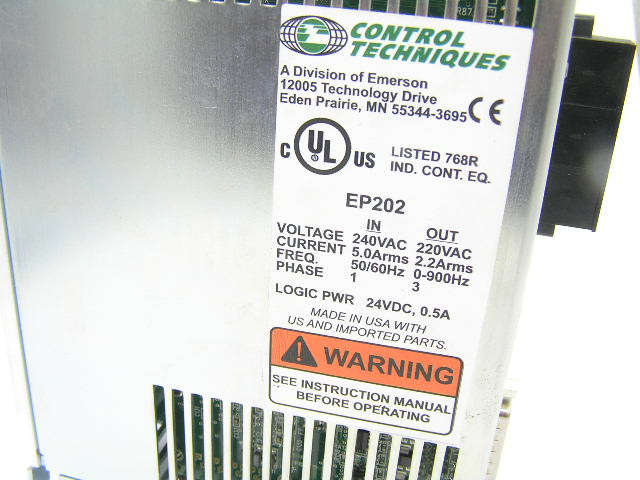 CONTROL
TECHNIQUES
A Division of Emerson
12005 Technology Drive
Eden Prairie, MN 55344-3695 CE
C UL US LISTED 768R
IND. CONT. EQ.
EP202
IN OUT
VOLTAGE 240VAC 220VAC
CURRENT 5.0Arms 2.2Arms
FREQ. 50/60Hz 0-900Hz
PHASE 1 3
LOGIC PWR 24VDC, 0.5A
MADE IN USA WITH
US AND IMPORTED PARTS.
WARNING
SEE INSTRUCTION MANUAL
BEFORE OPERATING